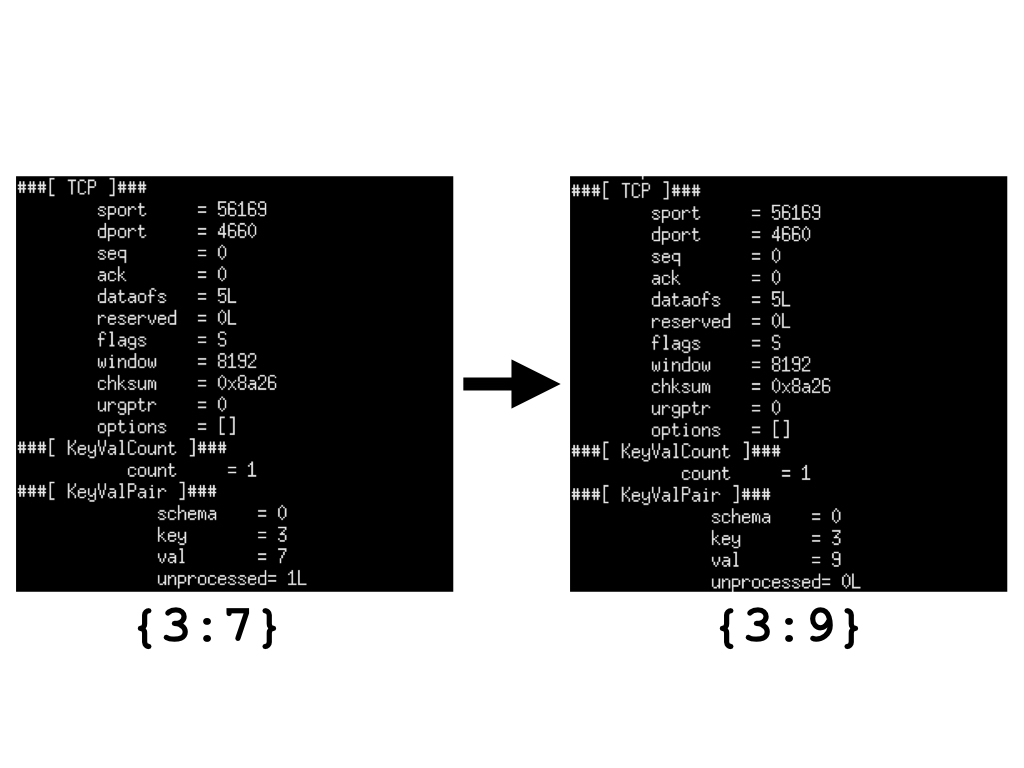 ###[ TCP ]###
sport = 56169
dport = 4660
seq = 0
ack = 0
dataofs = 5L
reserved = 0L
flags = S
window = 8192
chksum = 0x8a26
urgptr = 0
options = []
###[ KeyValCount ]###
count = 1
###[ KeyValPair ]###
schema = 0
key = 3
val = 7
unprocessed= 1L
{3:7}
###[ TCP ]###
sport = 56169
dport = 4660
seq = 0
ack = 0
dataofs = 5L
reserved = 0L
flags = S
window = 8192
chksum = 0x8a26
urgptr = 0
options = []
###[ KeyValCount ]###
count = 1
###[ KeyValPair ]###
schema = 0
key = 3
val = 9
unprocessed= 0L
{3:9}